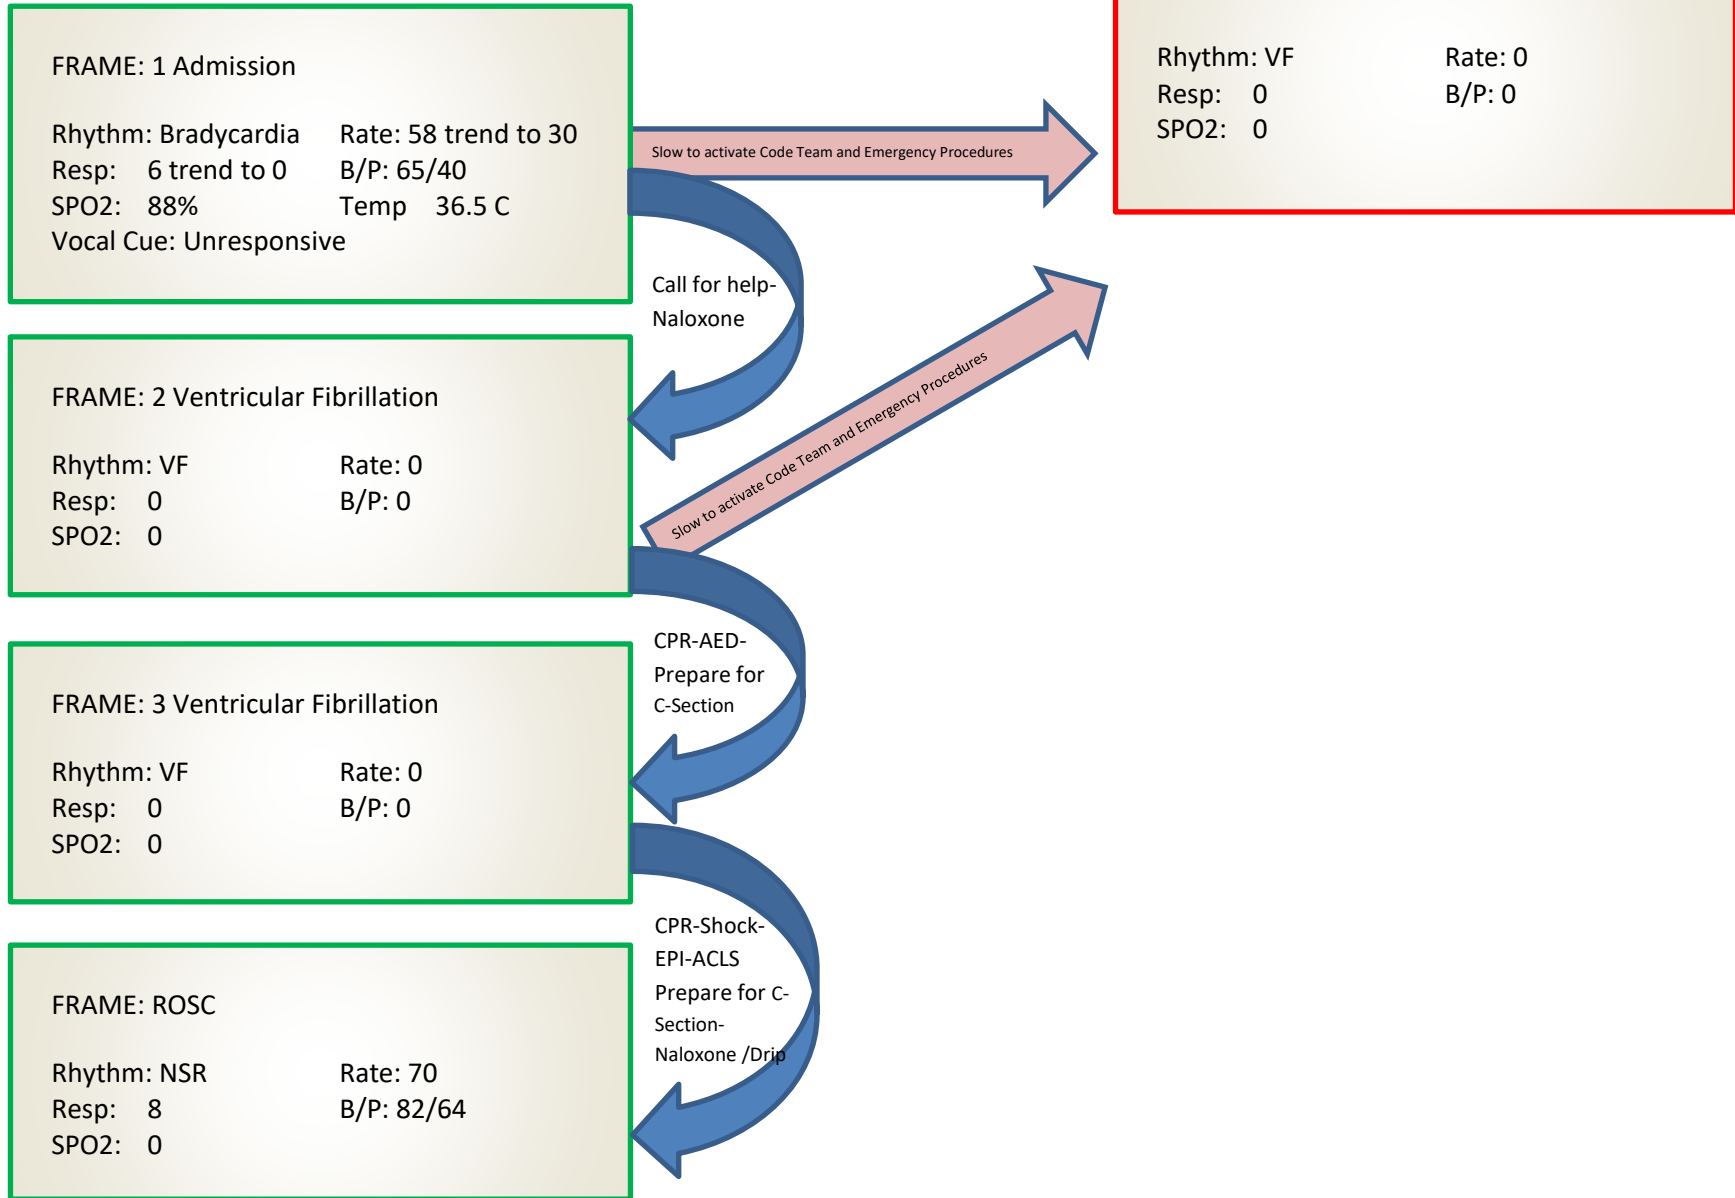 FRAME: 1 Admission
Rhythm: Bradycardia Rate: 58 trend to 30
Resp: 6 trend to 0 B/P: 65/40
SPO2: 88% Temp 36.5 C
Vocal Cue: Unresponsive
Slow to activate Code Team and Emergency Procedures
Rhythm: VF Rate: 0
Resp: 0 B/P: 0
SPO2: 0
Call for help-
Naloxone
FRAME: 2 Ventricular Fibrillation
Rhythm: VF Rate: 0
Resp: 0 B/P: 0
SPO2: 0
Slow to activate Code Team and Emergency Procedures
CPR-AED-
Prepare for
C-Section
FRAME: 3 Ventricular Fibrillation
Rhythm: VF Rate: 0
Resp: 0 B/P: 0
SPO2: 0
CPR-Shock-
EPI-ACLS
Prepare for C-
Section-
Naloxone /Drip
FRAME: ROSC
Rhythm: NSR Rate: 70
Resp: 8 B/P: 82/64
SPO2: 0